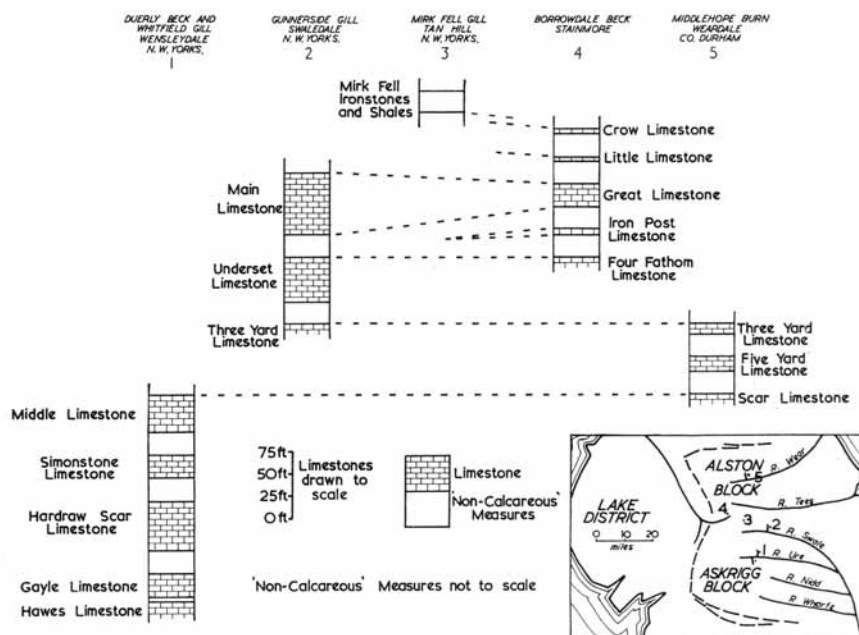 DUERLY BECK AND
WHITFIELD GILL
WENSLEYDALE
N.W. YORKS.
1
GUNNERSIDE GILL
SWALEDALE
N.W. YORKS.
2
MIRK FELL GILL
TAN HILL
N.W. YORKS.
3
BORROWDALE BECK
STAINMORE
4
MIDDLEHOPE BURN
WEARDALE
CO. DURHAM
5
Mirk Fell
Ironstones
and Shales
Crow Limestone
Little Limestone
Main
Limestone
Great Limestone
Iron Post
Limestone
Underset
Limestone
Four Fathom
Limestone
Three Yard
Limestone
Three Yard
Limestone
Five Yard
Limestone
Scar Limestone
Middle Limestone
Simonstone
Limestone
Hardraw Scar
Limestone
Gayle Limestone
Hawes Limestone
75ft
50ft
25ft
0ft
Limestones
drawn to
scale
Limestone
'Non-Calcareous'
Measures
'Non-Calcareous' Measures not to scale
ALSTON
BLOCK
R. Wear
5
R. Tees
LAKE
DISTRICT
0 10 20
miles
4
3
2
R. Swale
1
R. Ure
ASKRIGG
BLOCK
R. Nidd
R. Wharfe